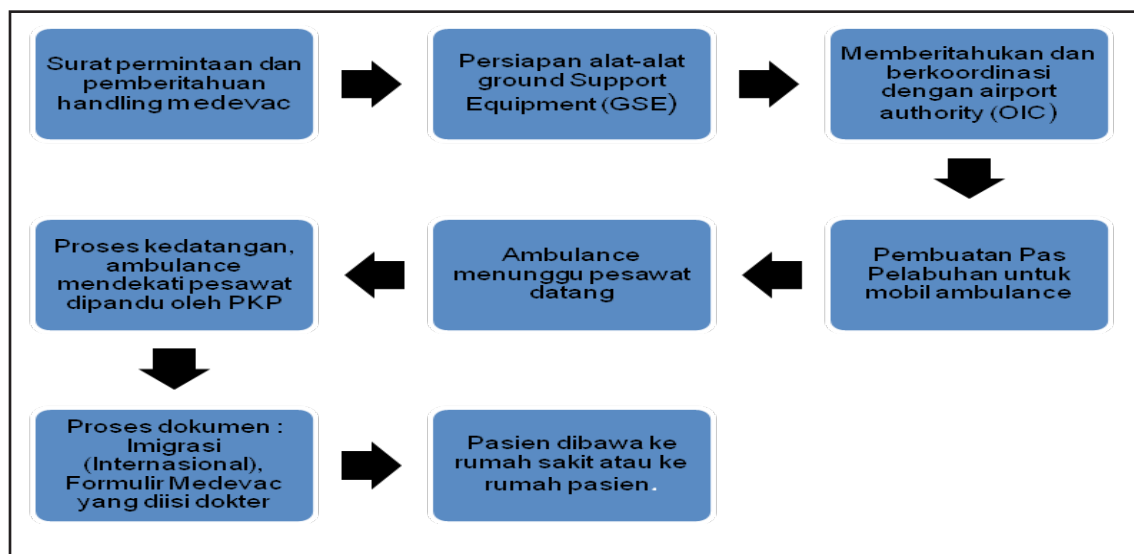 Surat permintaan dan
pemberitahuan
handling medevac
Persiapan alat-alat
ground Support
Equipment (GSE)
Memberitahukan dan
berkoordinasi
dengan airport
authority (OIC)
Pembuatan Pas
Pelabuhan untuk
mobil ambulance
Ambulance
menunggu pesawat
datang
Proses kedatangan,
ambulance
mendekati pesawat
dipandu oleh PKP
Proses dokumen :
Imigrasi
(Internasional),
Formulir Medevac
yang diisi dokter
Pasien dibawa ke
rumah sakit atau ke
rumah pasien.